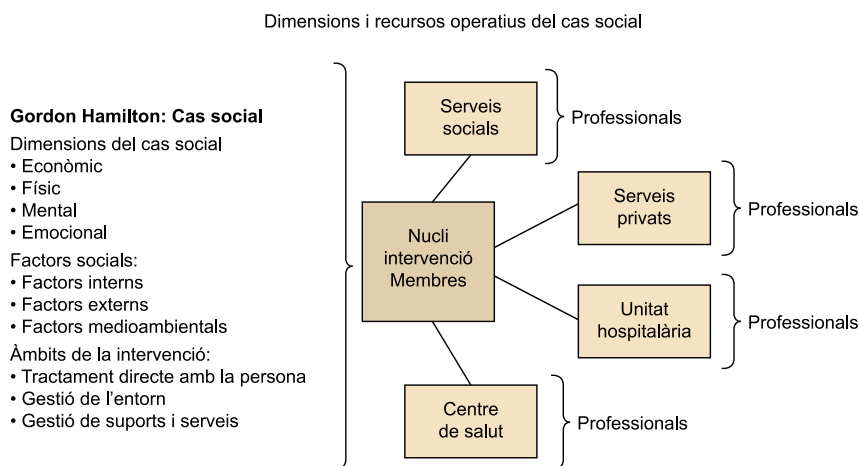 Dimensions i recursos operatius del cas social
Gordon Hamilton: Cas social
Dimensions del cas social
• Econòmic
• Físic
• Mental
• Emocional
Factors socials:
• Factors interns
• Factors externs
• Factors medioambientals
Àmbits de la intervenció:
• Tractament directe amb la persona
• Gestió de l'entorn
• Gestió de suports i serveis
Nucli
intervenció
Membres
Serveis
socials
Professionals
Serveis
privats
Professionals
Unitat
hospitalària
Professionals
Centre
de salut
Professionals